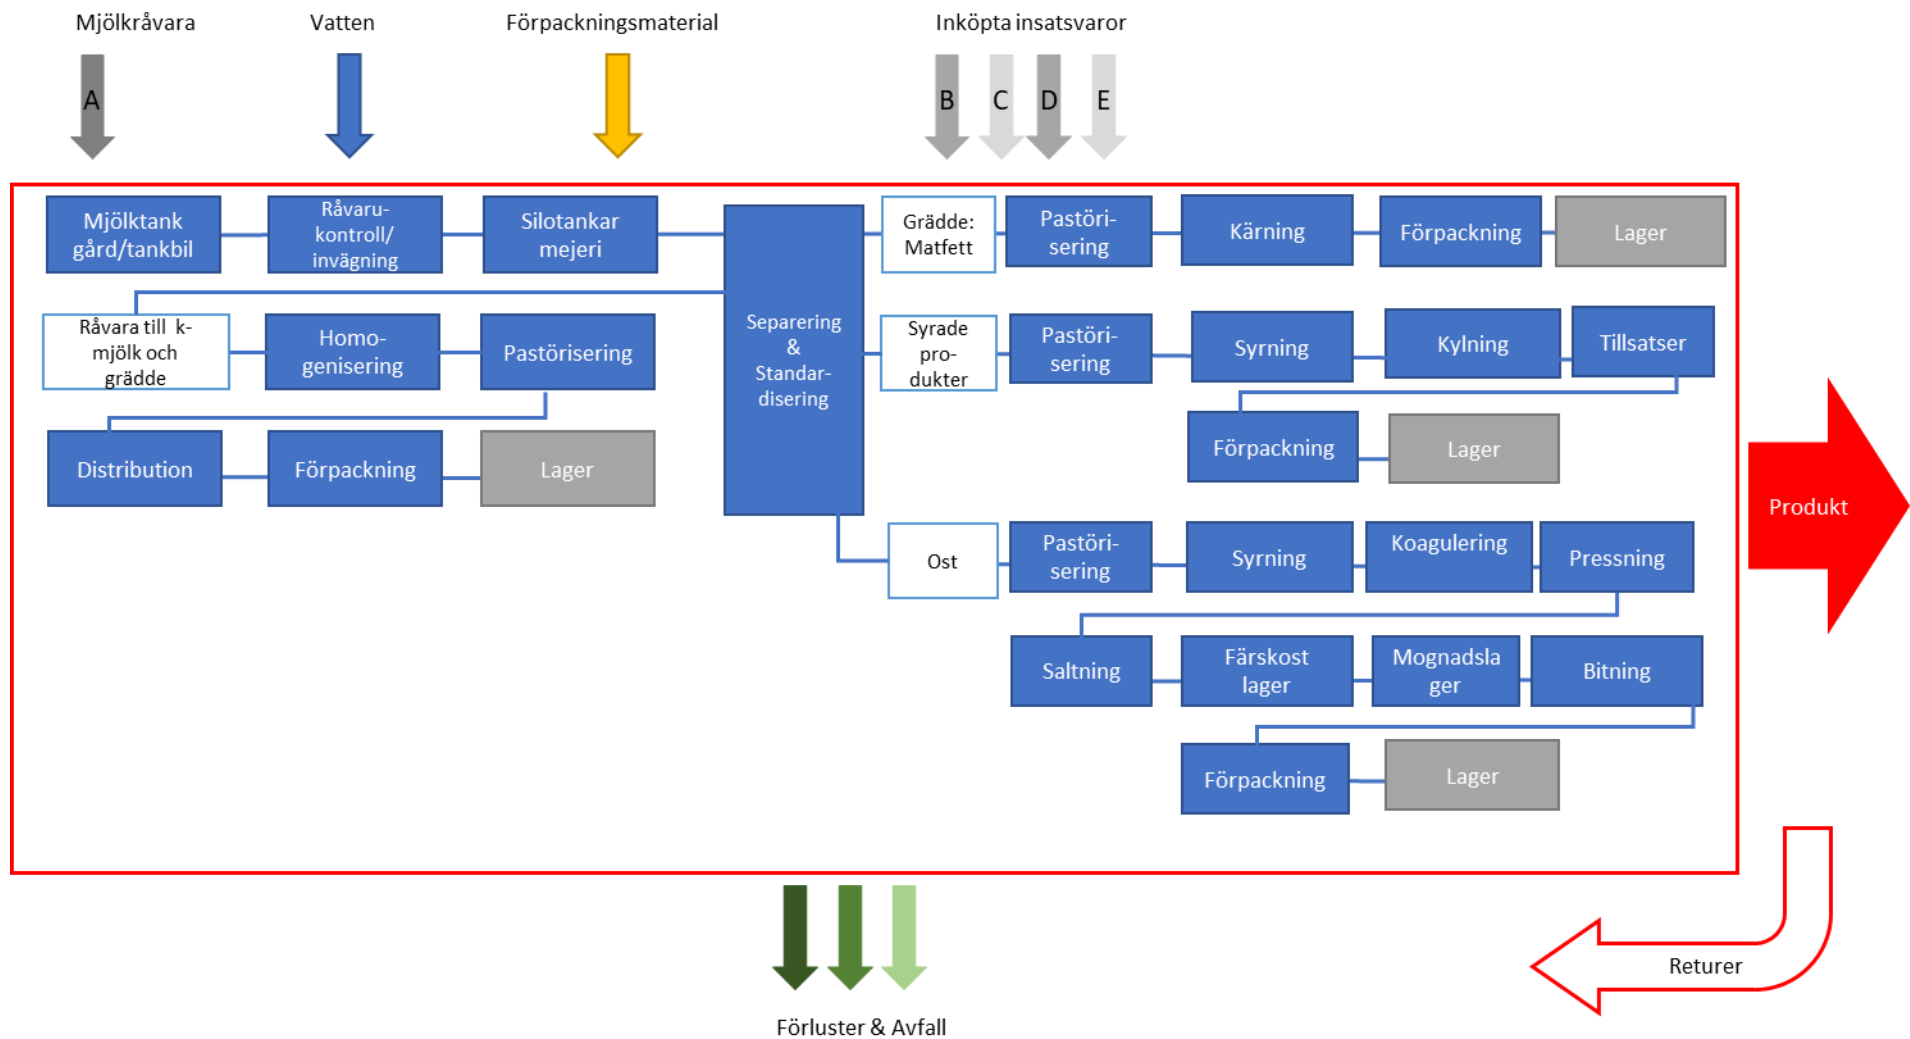 Mjölkråvara
Vatten
Förpackningsmaterial
Inköpta insatsvaror
A
B
C
D
E
Mjölktank
gård/tankbil
Råvaru-
kontroll/
invägning
Silotankar
mejeri
Separering
&
Standar-
disering
Grädde:
Matfett
Pastöri-
sering
Kärning
Förpackning
Lager
Råvara till k-
mjölk och
grädde
Homo-
genisering
Pastörisering
Syrade
pro-
dukter
Pastöri-
sering
Syrning
Kylning
Tillsatser
Distribution
Förpackning
Lager
Förpackning
Lager
Produkt
Ost
Pastöri-
sering
Syrning
Koagulering
Pressning
Saltning
Färskost
lager
Mognadsla
ger
Bitning
Förpackning
Lager
Returer
Förluster & Avfall